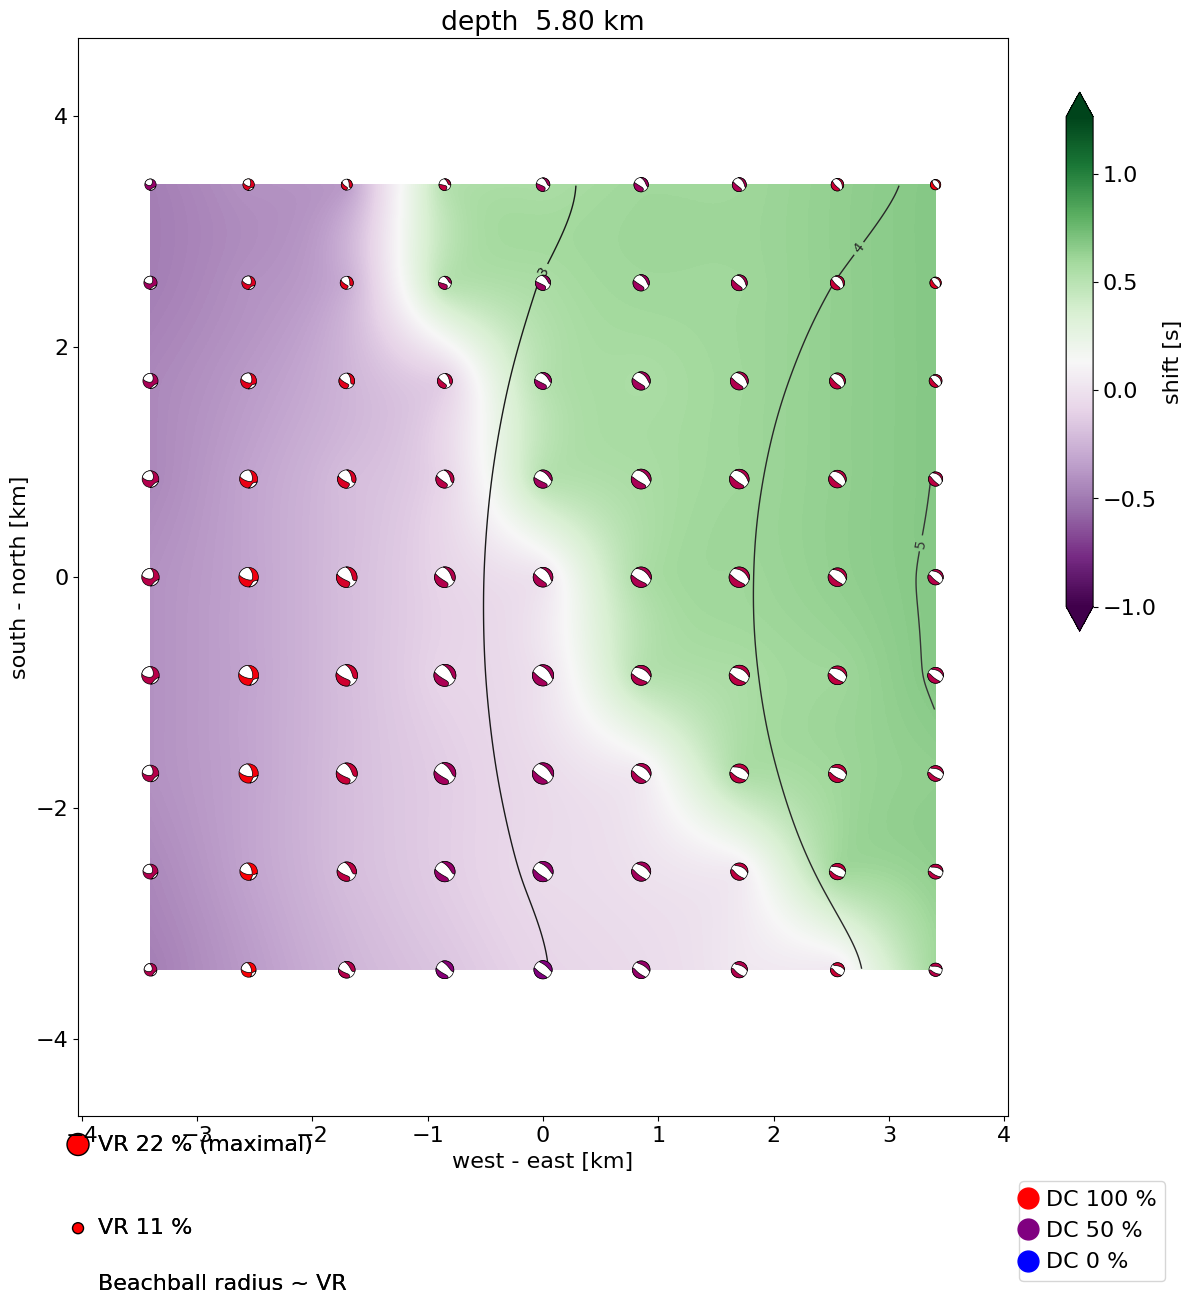 depth  5.80 km
4
2
0
−2
−4
south - north [km]
3
4
5
1.0
0.5
0.0
−0.5
−1.0
shift [s]
−4 −3 −2 −1 0 1 2 3 4
west - east [km]
VR 22 % (maximal)
VR 11 %
Beachball radius ~ VR
DC 100 %
DC 50 %
DC 0 %